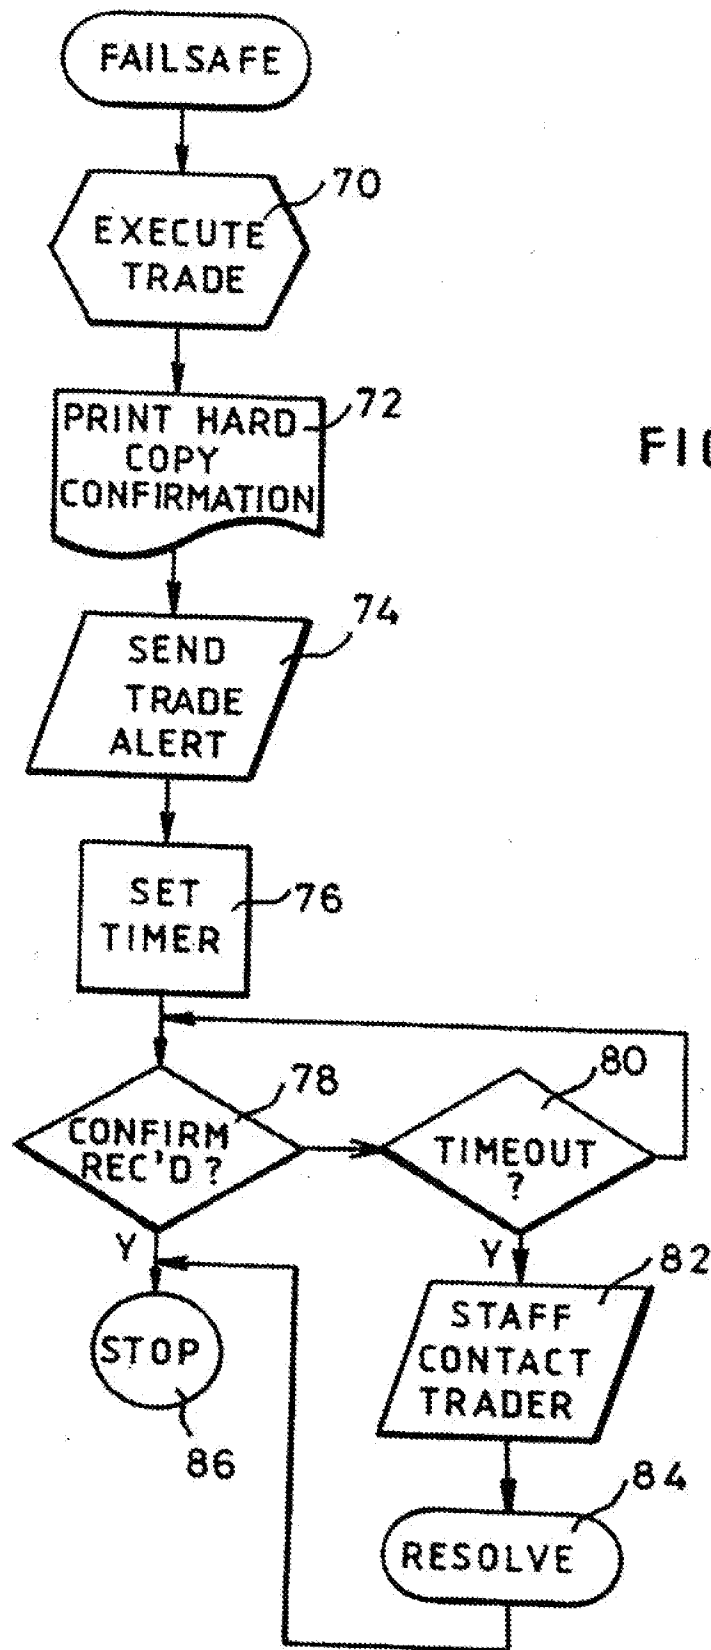 FAILSAFE
70
EXECUTE
TRADE
72
PRINT HARD
COPY
CONFIRMATION
74
SEND
TRADE
ALERT
SET
TIMER
76
78
CONFIRM
REC'D ?
80
TIMEOUT
?
Y
Y
STOP
86
82
STAFF
CONTACT
TRADER
84
RESOLVE